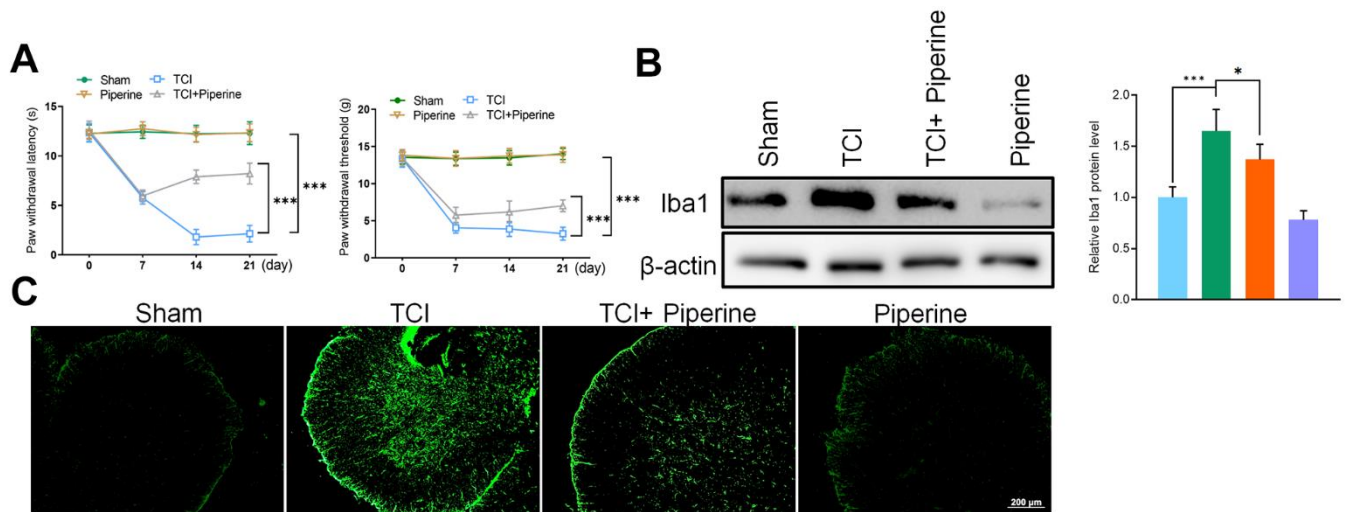 A
Sham
TCI
Piperine
TCI+Piperine
Paw withdrawal latency (s)
15
10
5
0
0
7
14
21
(day)
***
***
Sham
TCI
Piperine
TCI+Piperine
Paw withdrawal threshold (g)
20
15
10
5
0
0
7
14
21
(day)
***
***
B
Sham
TCI
TCI+ Piperine
Piperine
Iba1
β-actin
Relative Iba1 protein level
2.0
1.5
1.0
0.5
0.0
***
*
C
Sham
TCI
TCI+ Piperine
Piperine
200 μm